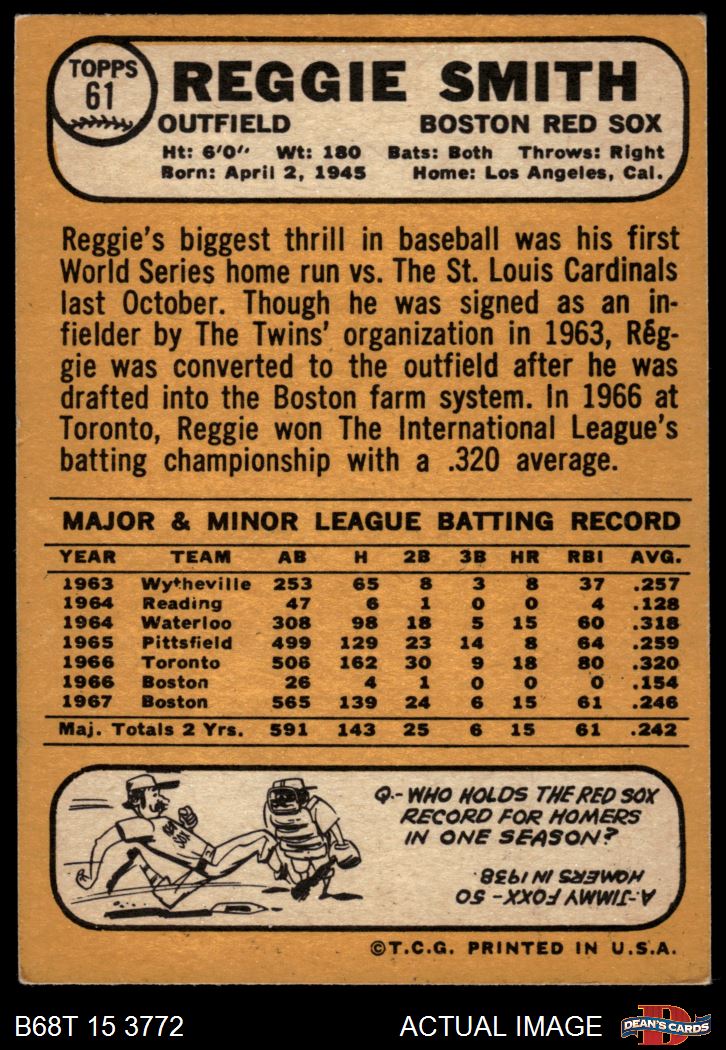 TOPPS
61
REGGIE SMITH
OUTFIELD BOSTON RED SOX
Ht: 6'0" Wt: 180 Bats: Both Throws: Right
Born: April 2, 1945 Home: Los Angeles, Cal.
Reggie's biggest thrill in baseball was his first
World Series home run vs. The St. Louis Cardinals
last October. Though he was signed as an in-
fielder by The Twins' organization in 1963, Reg-
gie was converted to the outfield after he was
drafted into the Boston farm system. In 1966 at
Toronto, Reggie won The International League's
batting championship with a .320 average.
MAJOR & MINOR LEAGUE BATTING RECORD
YEAR TEAM AB H 2B 3B HR RBI AVG.
1963 Wytheville 253 65 8 3 8 37 .257
1964 Reading 47 6 1 0 0 4 .128
1964 Waterloo 308 98 18 5 15 60 .318
1965 Pittsfield 499 129 23 14 8 64 .259
1966 Toronto 506 162 30 9 18 80 .320
1966 Boston 26 4 1 0 0 0 .154
1967 Boston 565 139 24 6 15 61 .246
Maj. Totals 2 Yrs. 591 143 25 6 15 61 .242
Q.-WHO HOLDS THE RED SOX
RECORD FOR HOMERS
IN ONE SEASON?
A-JIMMY FOXX-50
HOMERS IN 1938.
RED SOX
©T.C.G. PRINTED IN U.S.A.
B68T 15 3772 ACTUAL IMAGE
D
DEAN'S CARDS